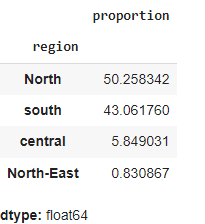 proportion
region
North 50.258342
south 43.061760
central 5.849031
North-East 0.830867
dtype: float64